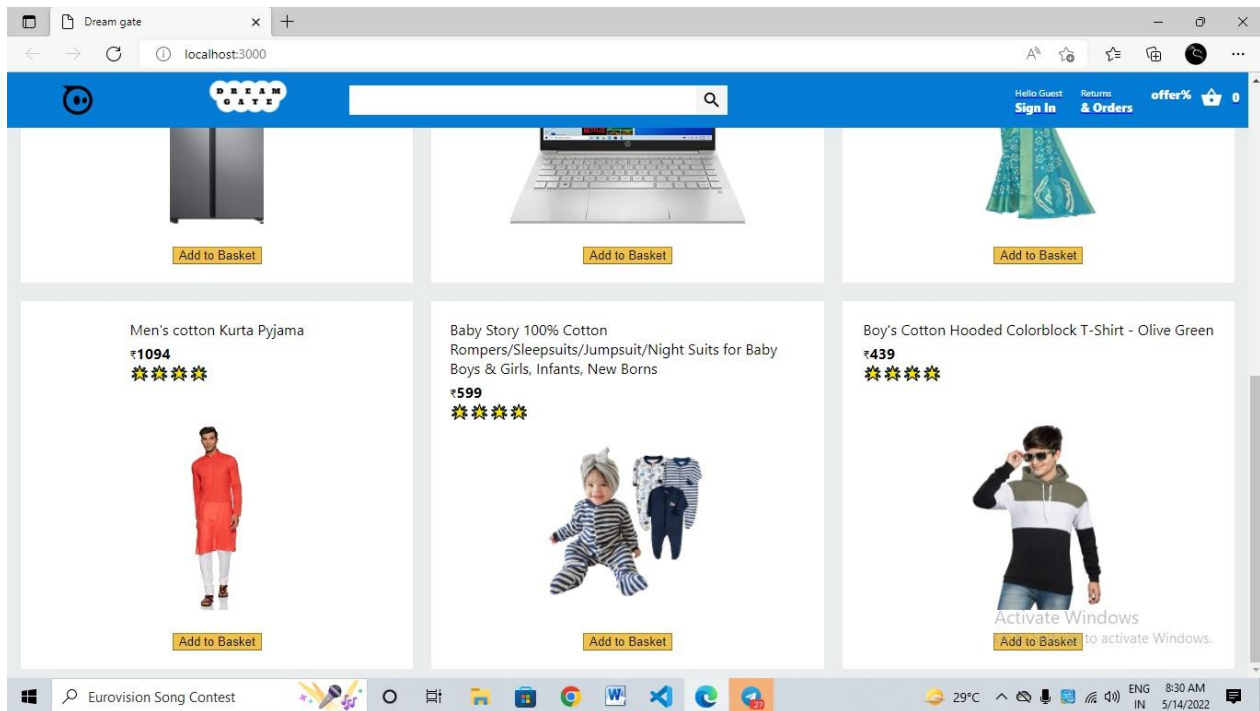 Dream gate
localhost:3000
DREAM
GATE
Hello Guest
Sign In
Returns
& Orders
offer%
0
NETFLIX
Add to Basket
Add to Basket
Add to Basket
Men's cotton Kurta Pyjama
₹1094
Baby Story 100% Cotton
Rompers/Sleepsuits/Jumpsuit/Night Suits for Baby
Boys & Girls, Infants, New Borns
₹599
Boy's Cotton Hooded Colorblock T-Shirt - Olive Green
₹439
Add to Basket
Add to Basket
Activate Windows
Add to Basket
to activate Windows.
Eurovision Song Contest
W
27
29°C
ENG
IN
8:30 AM
5/14/2022